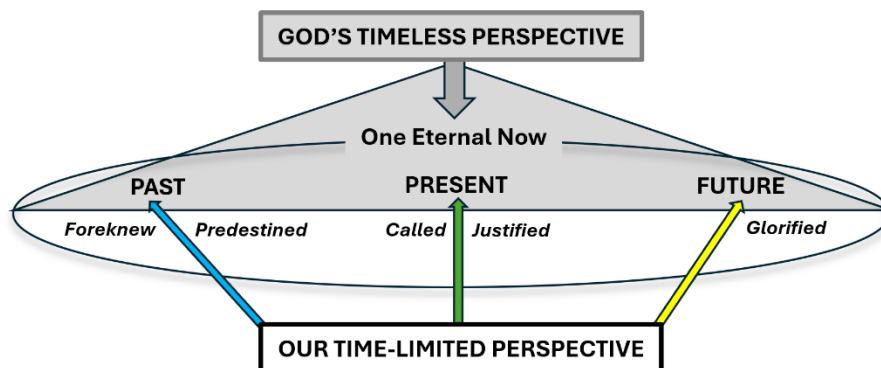 GOD’S TIMELESS PERSPECTIVE
One Eternal Now
PAST PRESENT FUTURE
Foreknew Predestined Called Justified Glorified
OUR TIME-LIMITED PERSPECTIVE